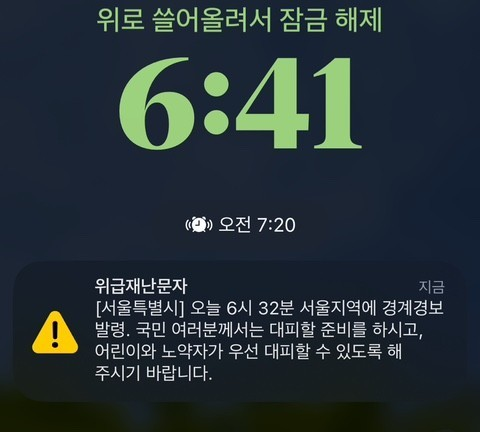 위로 쓸어올려서 잠금 해제
6:41
오전 7:20
위급재난문자
지금
[서울특별시] 오늘 6시 32분 서울지역에 경계경보
발령. 국민 여러분께서는 대피할 준비를 하시고,
어린이와 노약자가 우선 대피할 수 있도록 해
주시기 바랍니다.